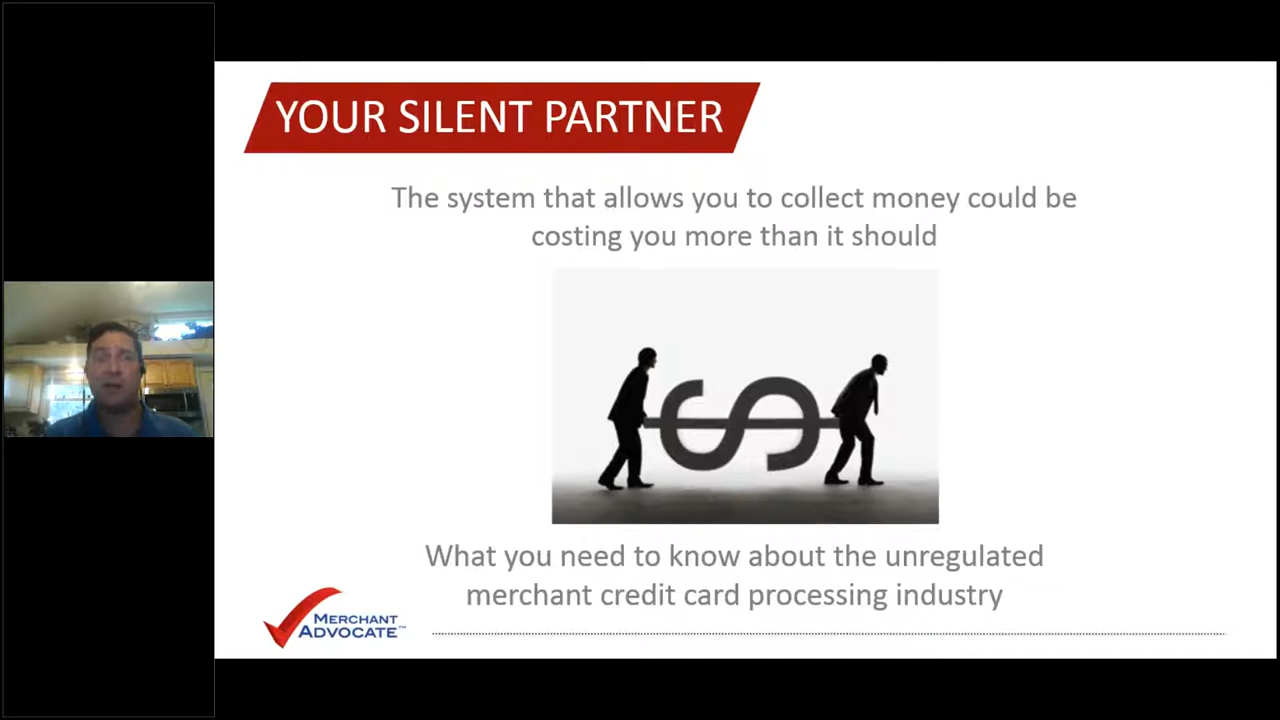 YOUR SILENT PARTNER
The system that allows you to collect money could be
costing you more than it should
What you need to know about the unregulated
merchant credit card processing industry
MERCHANT
ADVOCATE™